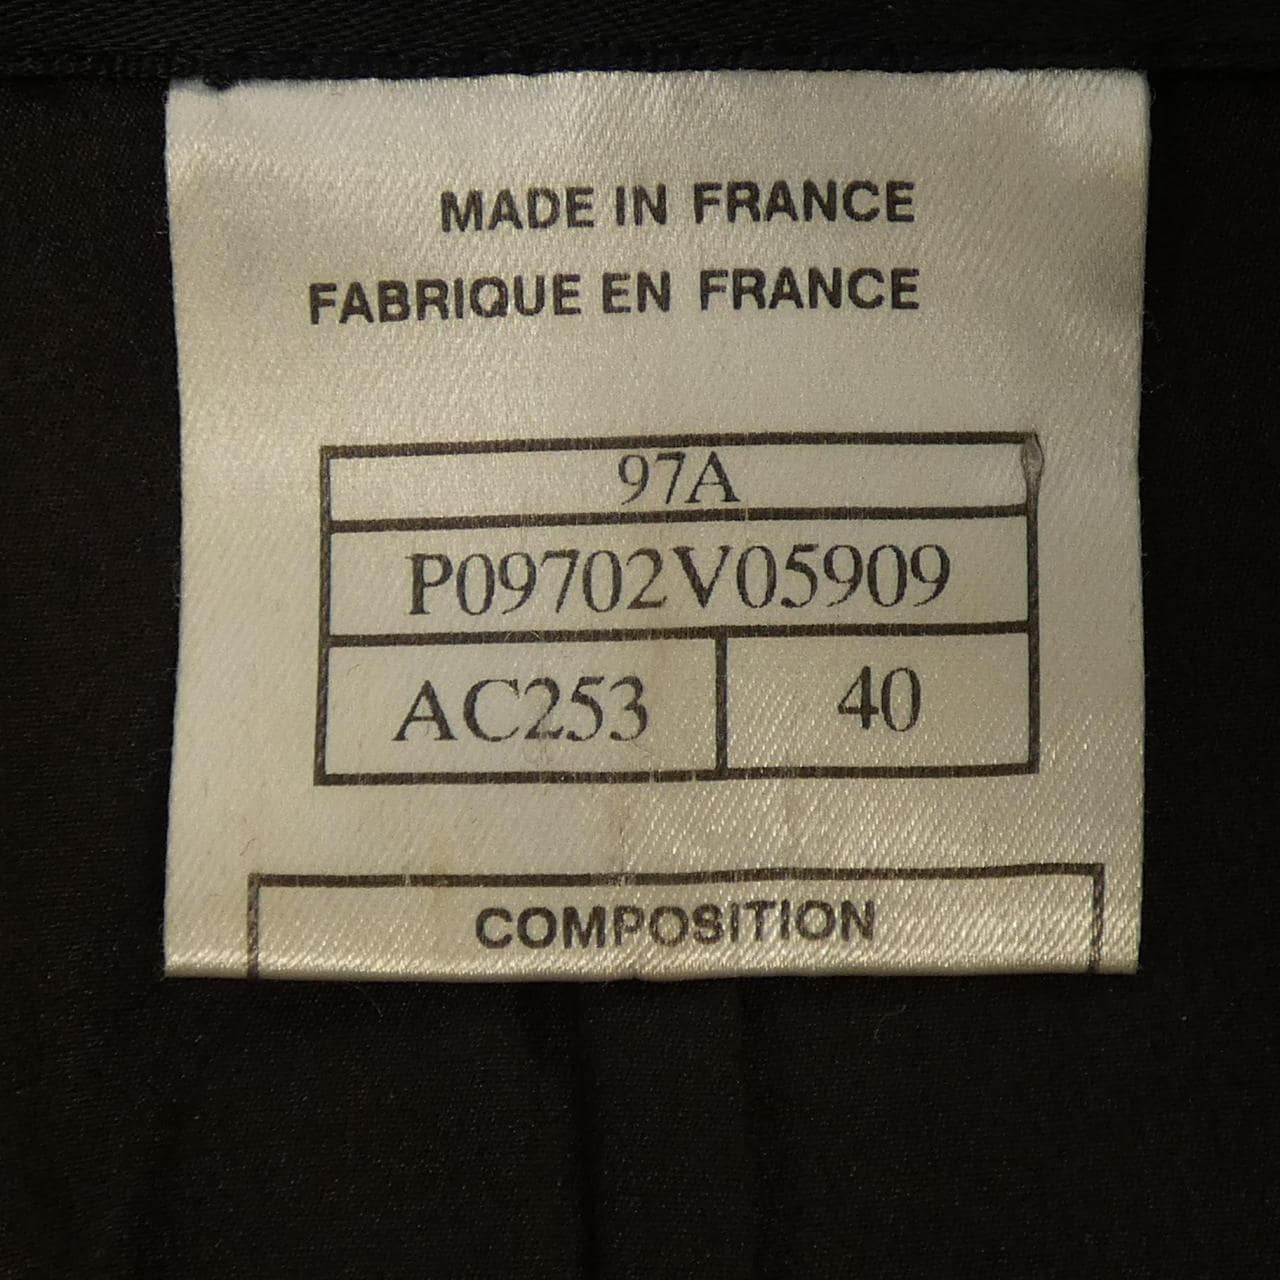 MADE IN FRANCE
FABRIQUE EN FRANCE
97A
P09702V05909
AC253 40
COMPOSITION